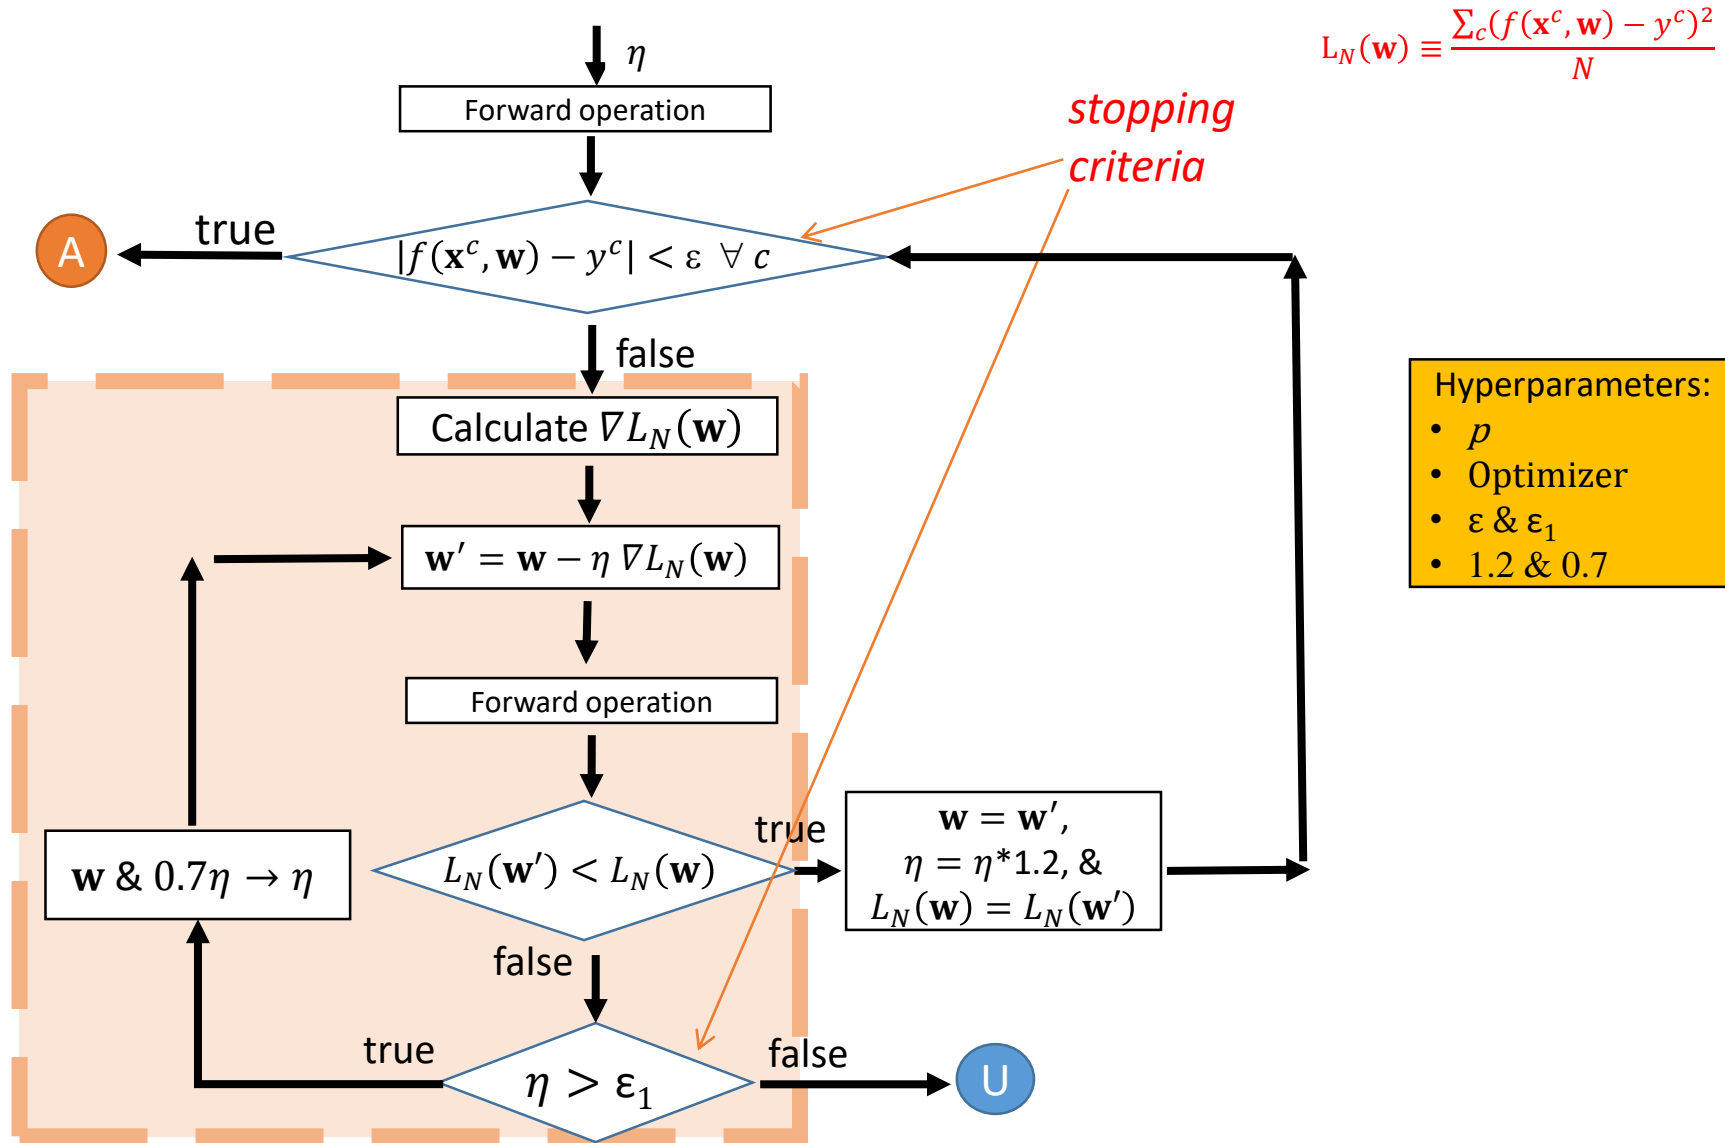 η
L_N(𝐰) ≡ ∑_c(f(𝐱^c, 𝐰) − y^c)^2 / N
Forward operation
stopping
criteria
A
true
|f(𝐱^c, 𝐰) − y^c| < ε ∀ c
false
Calculate ∇L_N(𝐰)
Hyperparameters:
• p
• Optimizer
• ε & ε_1
• 1.2 & 0.7
𝐰′ = 𝐰 − η ∇L_N(𝐰)
Forward operation
𝐰 & 0.7η → η
L_N(𝐰′) < L_N(𝐰)
true
𝐰 = 𝐰′,
η = η*1.2, &
L_N(𝐰) = L_N(𝐰′)
false
true
η > ε_1
false
U